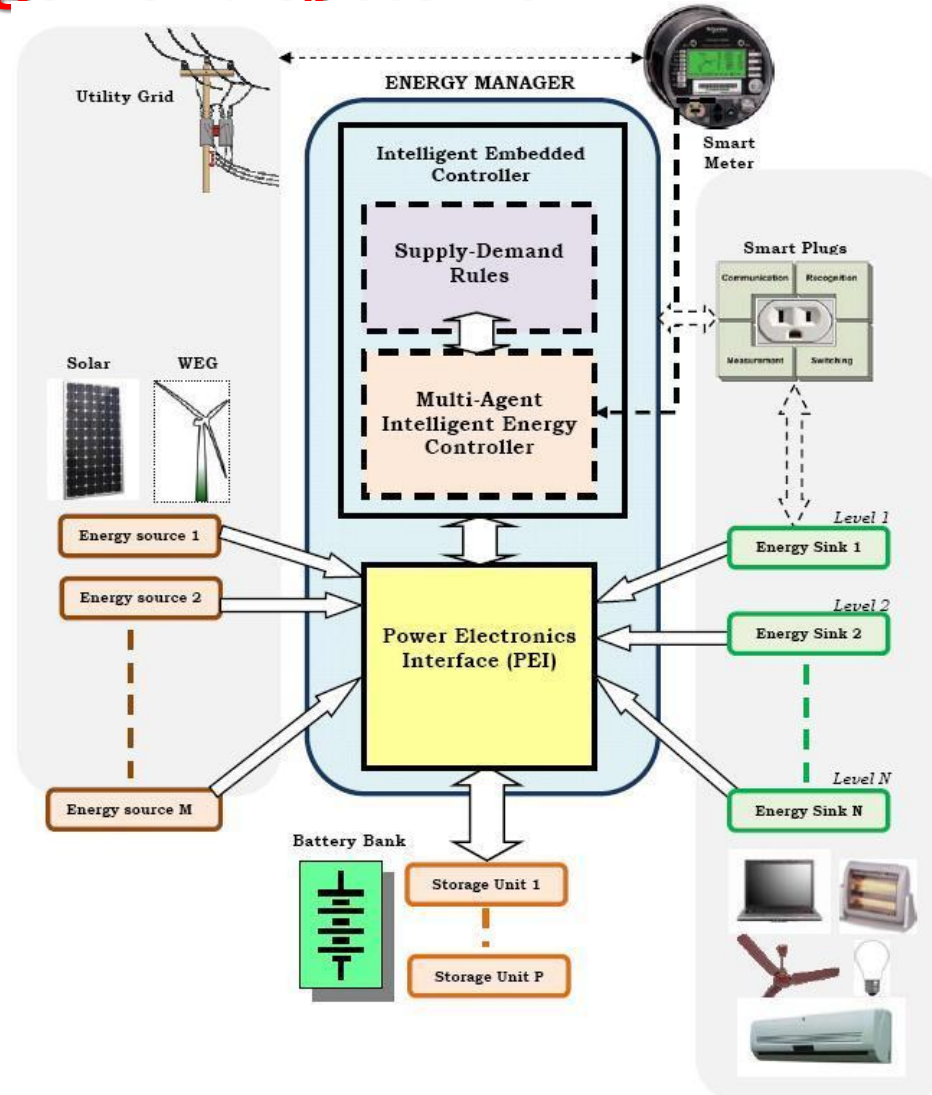 Utility Grid
ENERGY MANAGER
Smart
Meter
Intelligent Embedded
Controller
Supply-Demand
Rules
Multi-Agent
Intelligent Energy
Controller
Smart Plugs
Communication
Recognition
Measurement
Switching
Solar
WEG
Energy source 1
Energy source 2
Energy source M
Power Electronics
Interface (PEI)
Level 1
Energy Sink 1
Level 2
Energy Sink 2
Level N
Energy Sink N
Battery Bank
Storage Unit 1
Storage Unit P